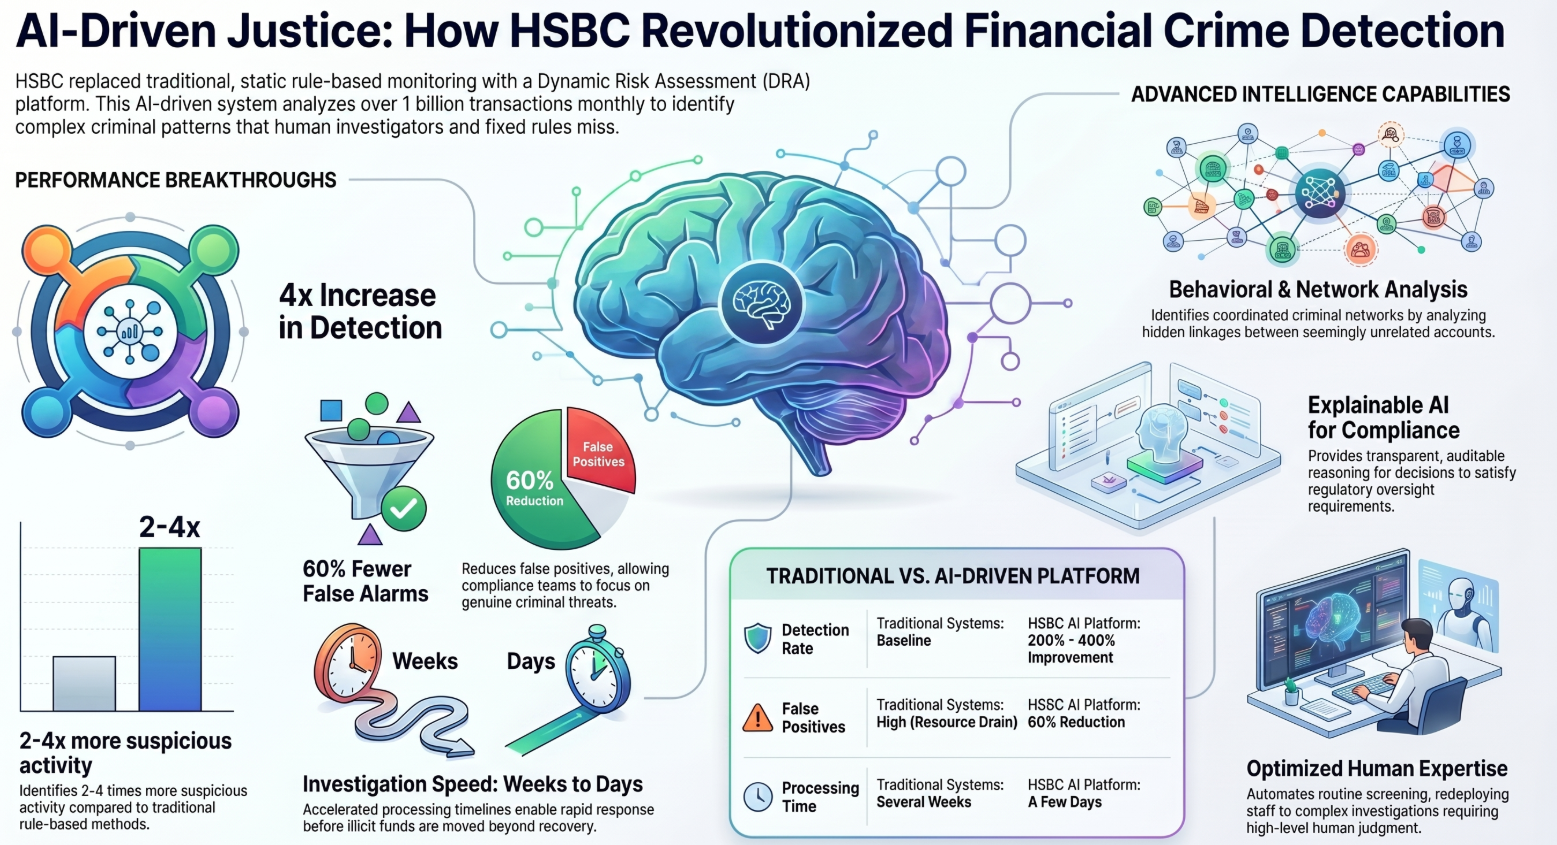 AI-Driven Justice: How HSBC Revolutionized Financial Crime Detection
HSBC replaced traditional, static rule-based monitoring with a Dynamic Risk Assessment (DRA)
platform. This AI-driven system analyzes over 1 billion transactions monthly to identify
complex criminal patterns that human investigators and fixed rules miss.
PERFORMANCE BREAKTHROUGHS
4x Increase
in Detection
2-4x
2-4x more suspicious
activity
Identifies 2-4 times more suspicious
activity compared to traditional
rule-based methods.
60% Fewer
False Alarms
60%
Reduction
False
Positives
Reduces false positives, allowing
compliance teams to focus on
genuine criminal threats.
Weeks
Days
Investigation Speed: Weeks to Days
Accelerated processing timelines enable rapid response
before illicit funds are moved beyond recovery.
ADVANCED INTELLIGENCE CAPABILITIES
Behavioral & Network Analysis
Identifies coordinated criminal networks by analyzing
hidden linkages between seemingly unrelated accounts.
Explainable AI
for Compliance
Provides transparent, auditable
reasoning for decisions to satisfy
regulatory oversight
requirements.
Optimized Human Expertise
Automates routine screening, redeploying
staff to complex investigations requiring
high-level human judgment.
TRADITIONAL VS. AI-DRIVEN PLATFORM
Detection
Rate
Traditional Systems:
Baseline
HSBC AI Platform:
200% - 400%
Improvement
False
Positives
Traditional Systems:
High (Resource Drain)
HSBC AI Platform:
60% Reduction
Processing
Time
Traditional Systems:
Several Weeks
HSBC AI Platform:
A Few Days